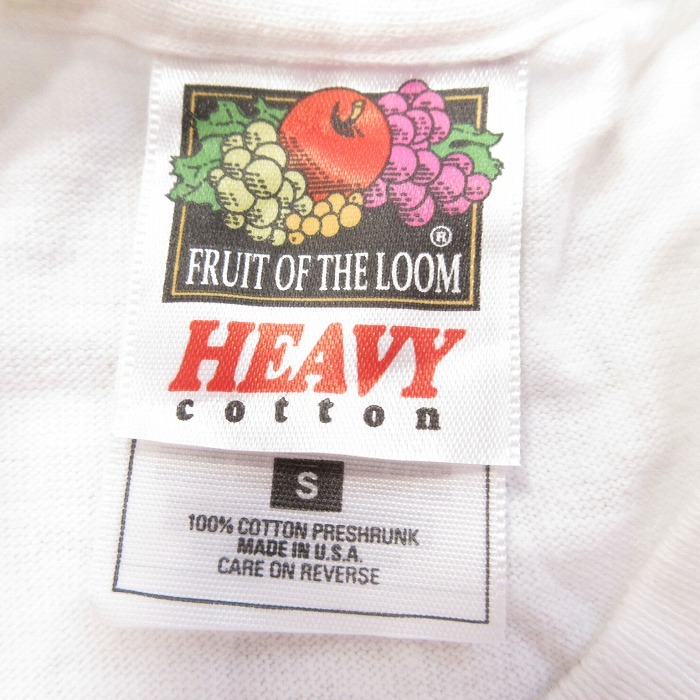 ®
FRUIT OF THE LOOM
HEAVY
cotton
S
100% COTTON PRESHRUNK
MADE IN U.S.A.
CARE ON REVERSE